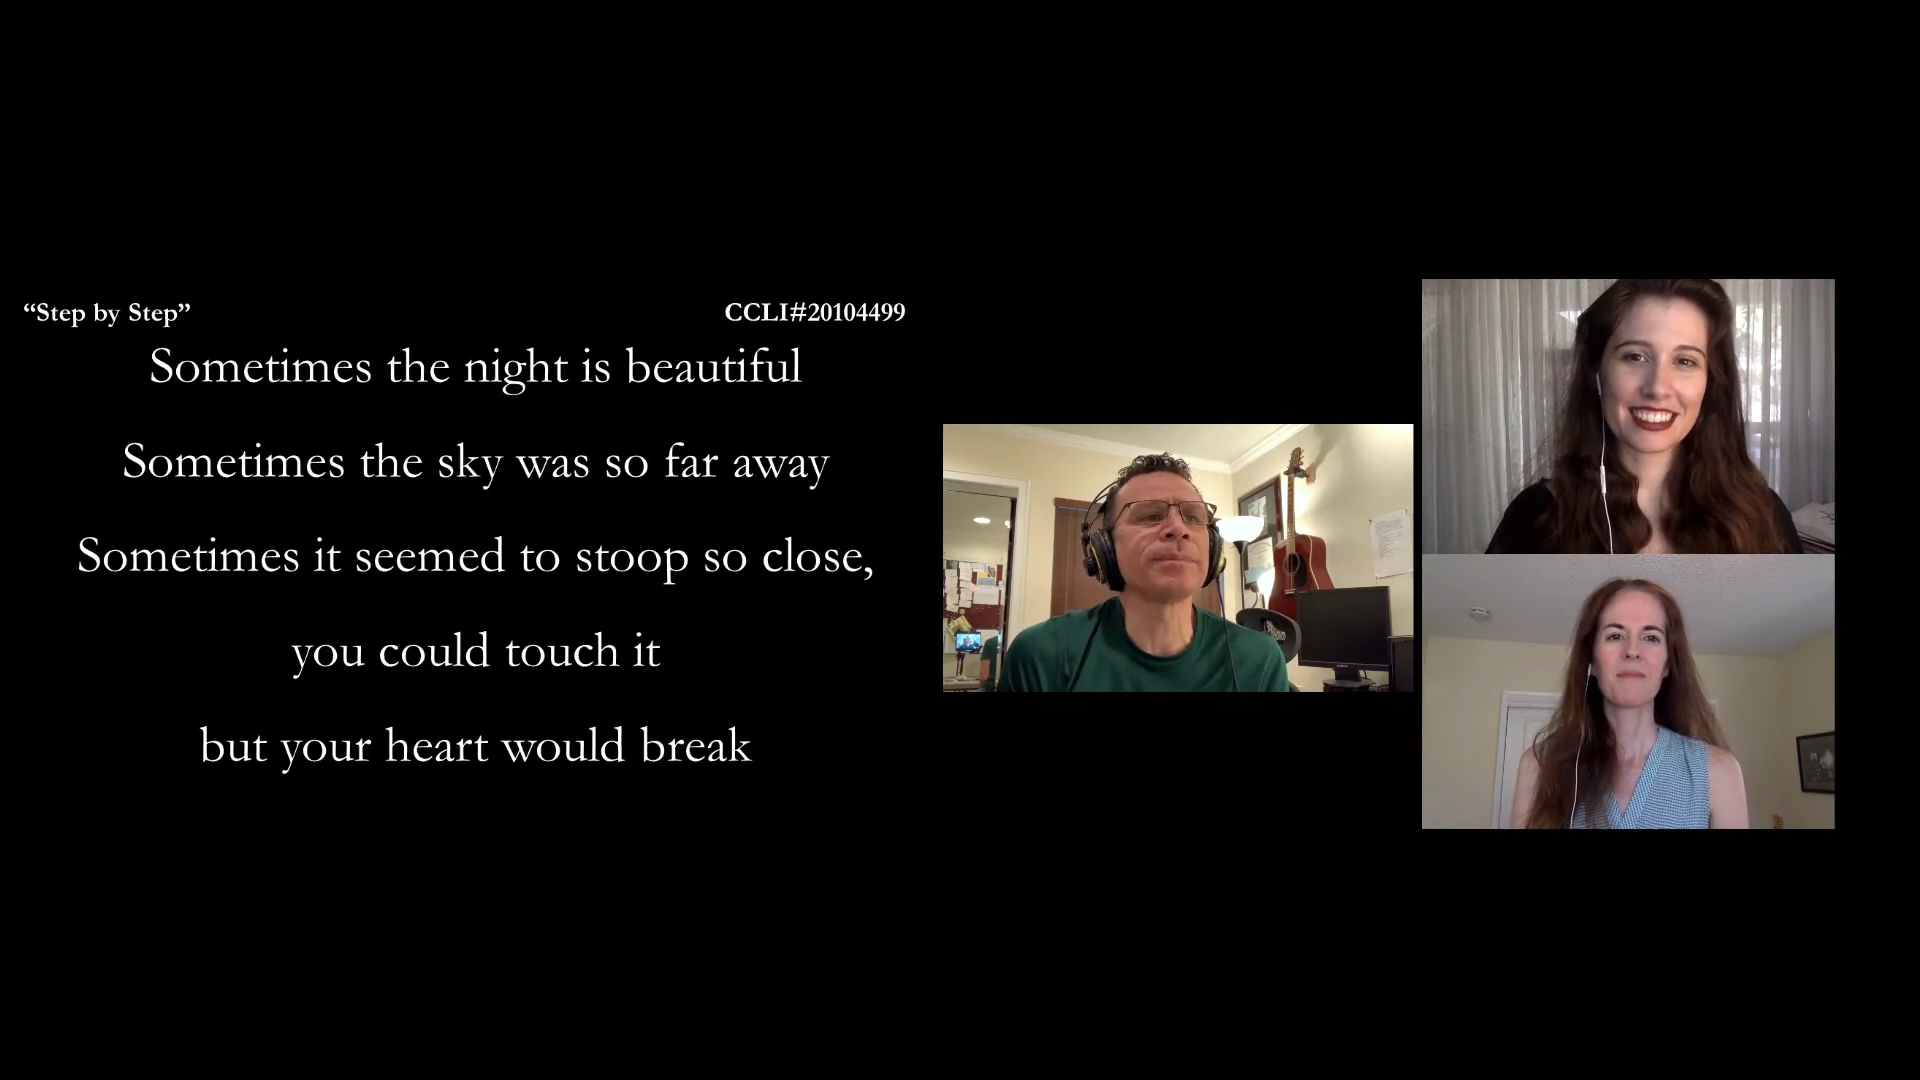 “Step by Step” CCLI#20104499
Sometimes the night is beautiful
Sometimes the sky was so far away
Sometimes it seemed to stoop so close,
you could touch it
but your heart would break